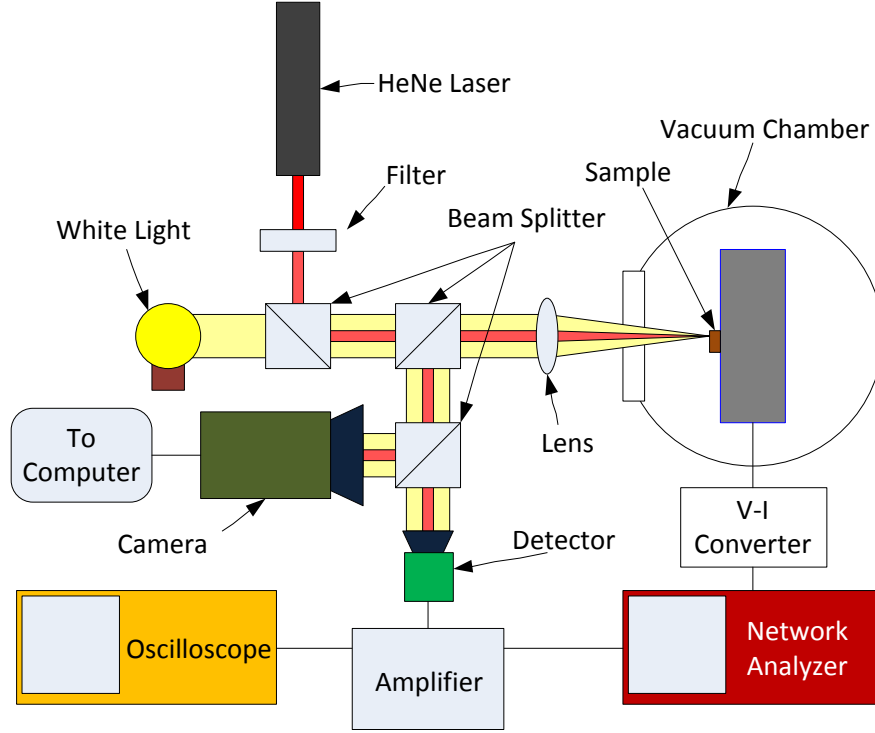 HeNe Laser
Vacuum Chamber
Filter
Sample
Beam Splitter
White Light
To
Computer
Lens
Camera
Detector
V-I
Converter
Oscilloscope
Amplifier
Network
Analyzer